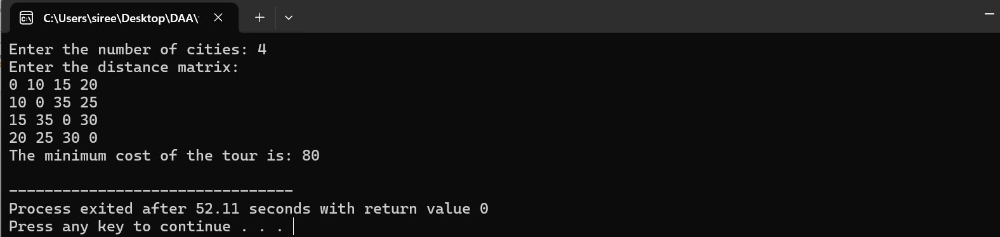 C:\Users\siree\Desktop\DAA\
Enter the number of cities: 4
Enter the distance matrix:
0 10 15 20
10 0 35 25
15 35 0 30
20 25 30 0
The minimum cost of the tour is: 80
--------------------------------
Process exited after 52.11 seconds with return value 0
Press any key to continue . . .